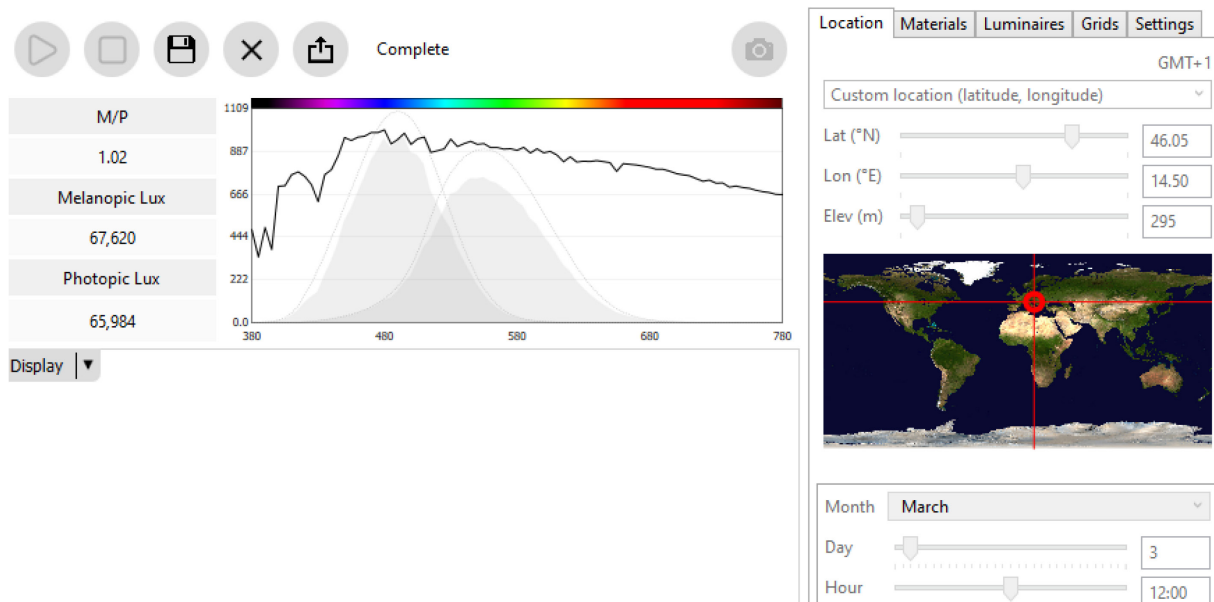 Complete
M/P
1.02
Melanopic Lux
67,620
Photopic Lux
65,984
1109
887
666
444
222
0.0
380 480 580 680 780
Display
Location Materials Luminaires Grids Settings
GMT+1
Custom location (latitude, longitude)
Lat (°N) 46.05
Lon (°E) 14.50
Elev (m) 295
Month March
Day 3
Hour 12:00